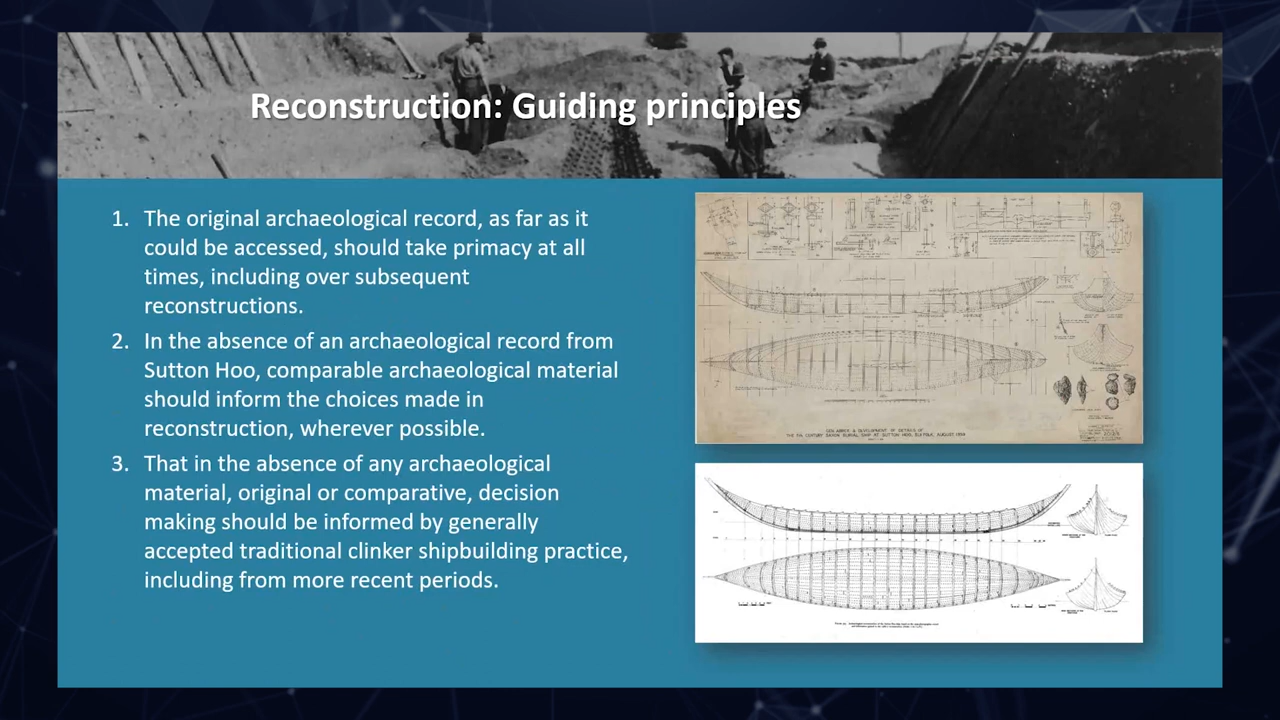 Reconstruction: Guiding principles
1. The original archaeological record, as far as it
could be accessed, should take primacy at all
times, including over subsequent
reconstructions.
2. In the absence of an archaeological record from
Sutton Hoo, comparable archaeological material
should inform the choices made in
reconstruction, wherever possible.
3. That in the absence of any archaeological
material, original or comparative, decision
making should be informed by generally
accepted traditional clinker shipbuilding practice,
including from more recent periods.